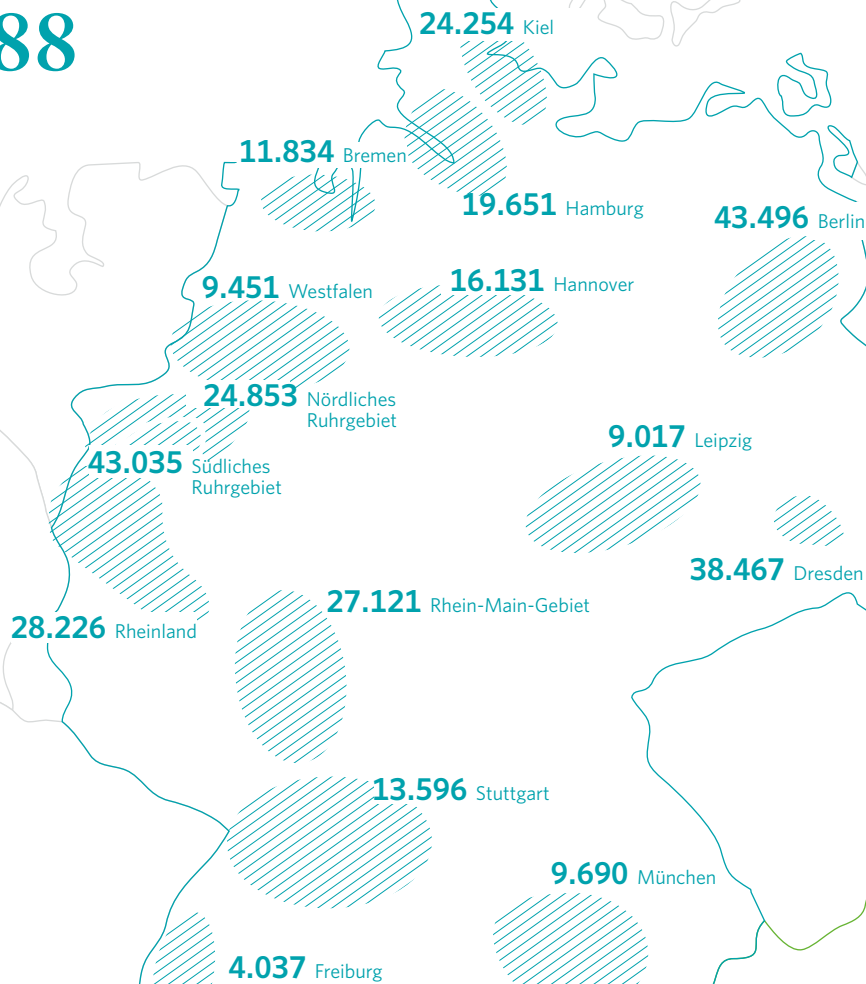 88
24.254 Kiel
11.834 Bremen
19.651 Hamburg
43.496 Berlin
9.451 Westfalen
16.131 Hannover
24.853 Nördliches
Ruhrgebiet
43.035 Südliches
Ruhrgebiet
9.017 Leipzig
38.467 Dresden
27.121 Rhein-Main-Gebiet
28.226 Rheinland
13.596 Stuttgart
9.690 München
4.037 Freiburg